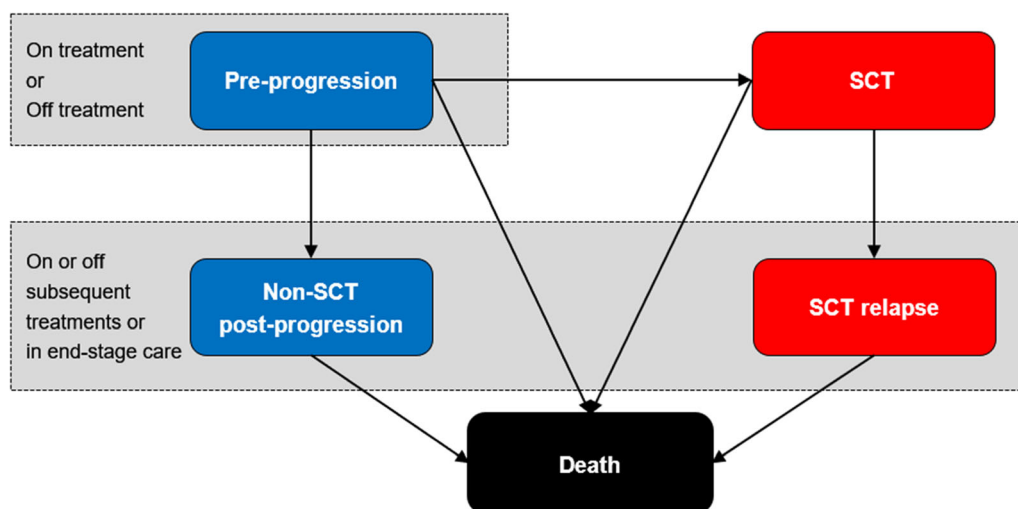 On treatment
or
Off treatment
Pre-progression
SCT
On or off
subsequent
treatments or
in end-stage care
Non-SCT
post-progression
SCT relapse
Death